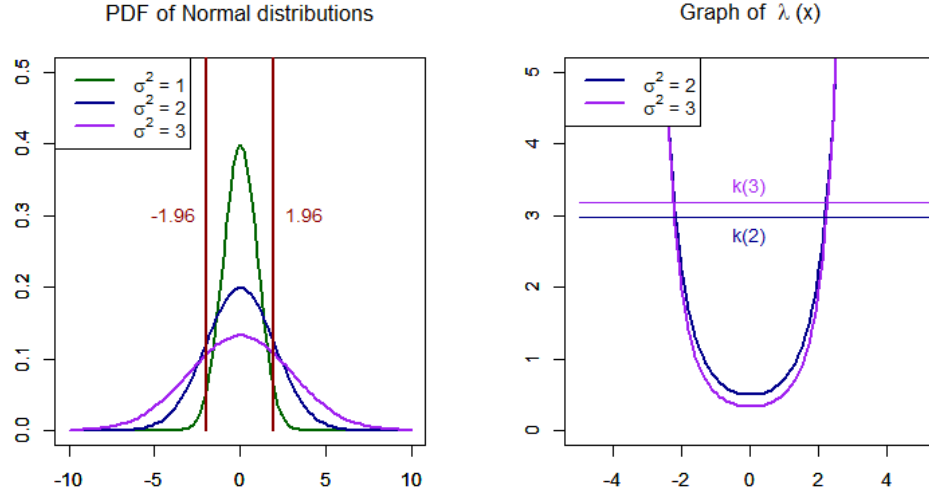 PDF of Normal distributions
0.5
0.4
0.3
0.2
0.1
0.0
σ² = 1
σ² = 2
σ² = 3
-1.96
1.96
-10
-5
0
5
10
Graph of λ (x)
5
4
3
2
1
0
σ² = 2
σ² = 3
k(3)
k(2)
-4
-2
0
2
4